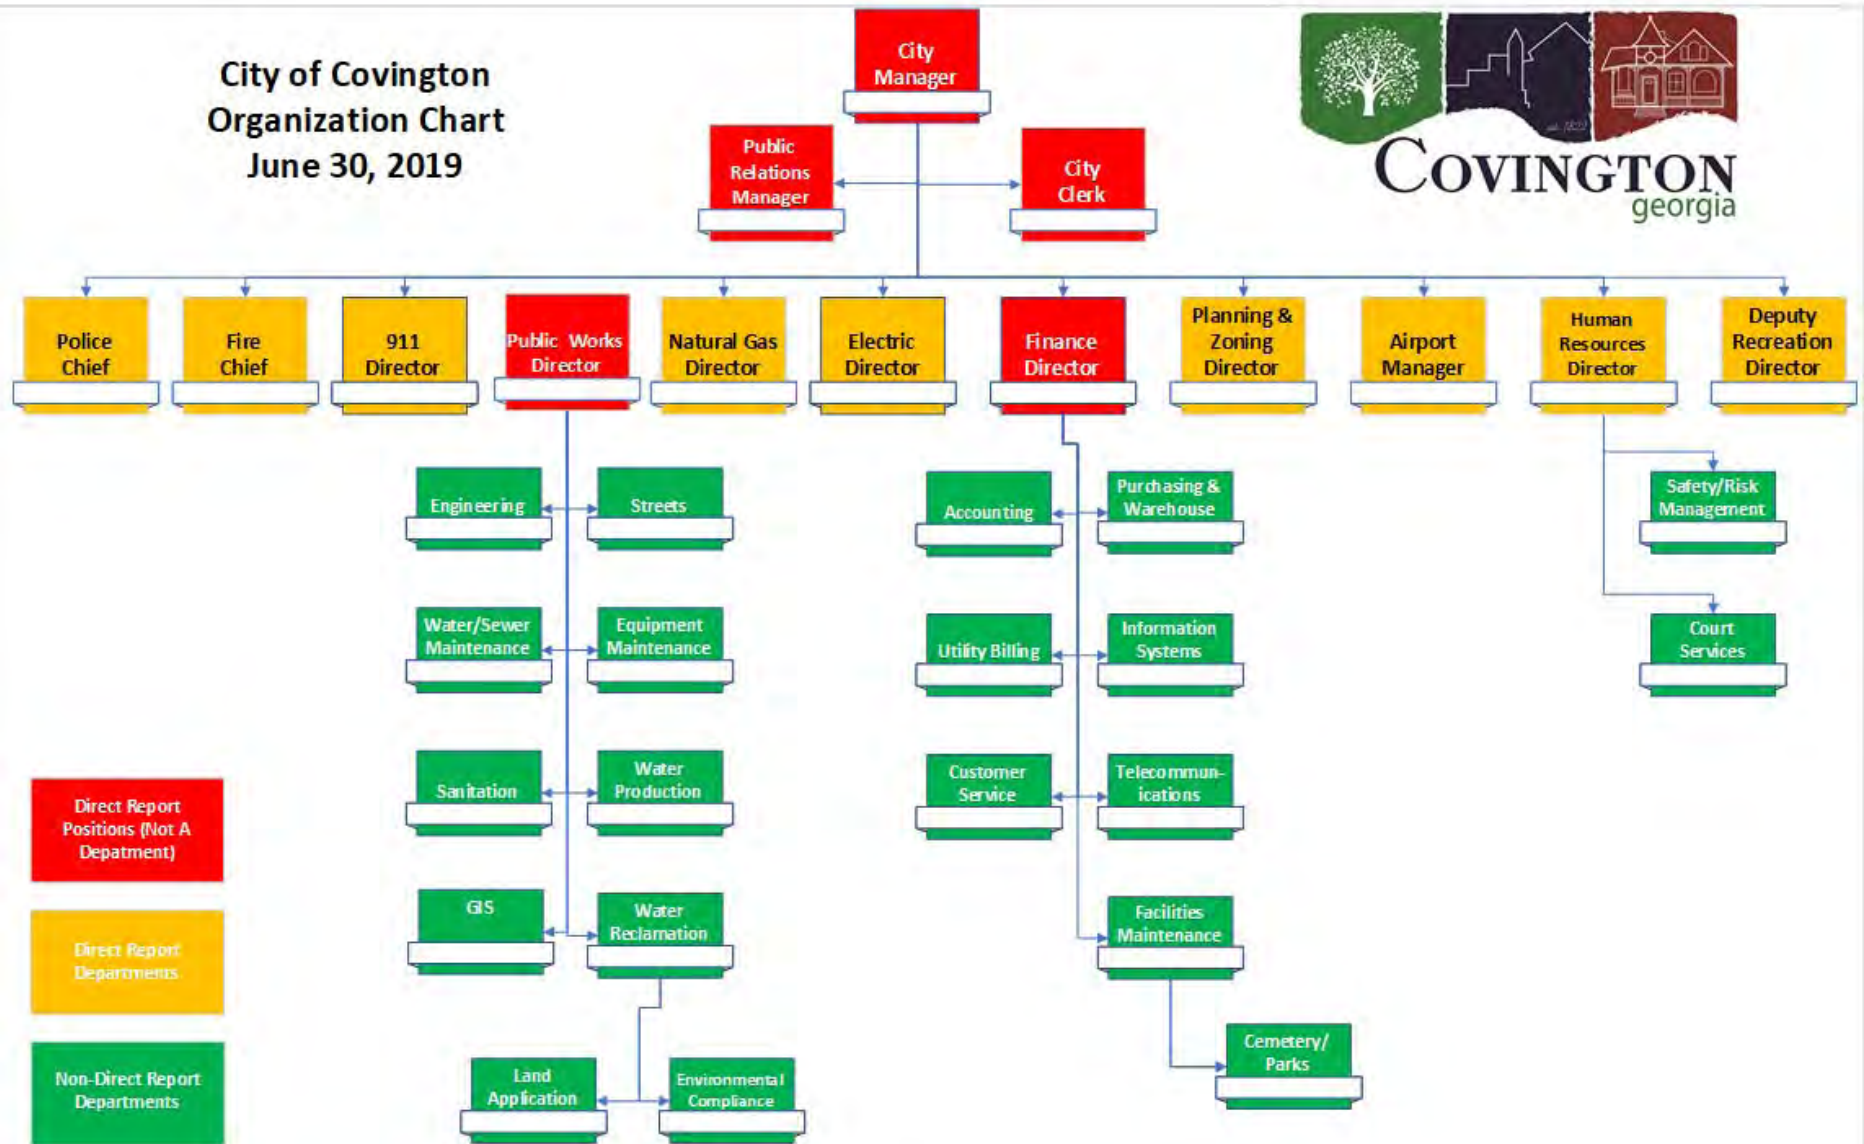 City of Covington
Organization Chart
June 30, 2019
City
Manager
COVINGTON
georgia
Public
Relations
Manager
City
Clerk
Police
Chief
Fire
Chief
911
Director
Public Works
Director
Natural Gas
Director
Electric
Director
Finance
Director
Planning &
Zoning
Director
Airport
Manager
Human
Resources
Director
Deputy
Recreation
Director
Engineering
Streets
Accounting
Purchasing &
Warehouse
Safety/Risk
Management
Water/Sewer
Maintenance
Equipment
Maintenance
Utility Billing
Information
Systems
Court
Services
Sanitation
Water
Production
Customer
Service
Telecommun-
ications
GIS
Water
Reclamation
Facilities
Maintenance
Land
Application
Environmental
Compliance
Cemetery/
Parks
Direct Report
Positions (Not A
Depatment)
Direct Report
Departments
Non-Direct Report
Departments